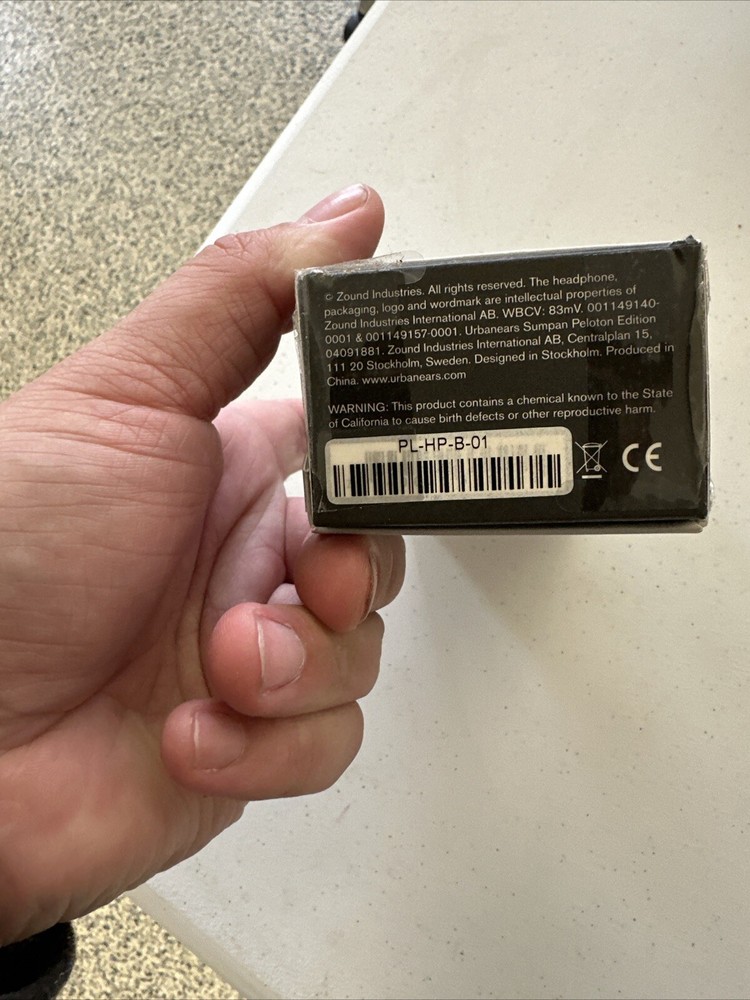 © Zound Industries. All rights reserved. The headphone,
packaging, logo and wordmark are intellectual properties of
Zound Industries International AB. WBCV: 83mV. 001149140-
0001 & 001149157-0001. Urbanears Sumpan Peloton Edition
04091881. Zound Industries International AB, Centralplan 15,
111 20 Stockholm, Sweden. Designed in Stockholm. Produced in
China. www.urbanears.com
WARNING: This product contains a chemical known to the State
of California to cause birth defects or other reproductive harm.
PL-HP-B-01
CE